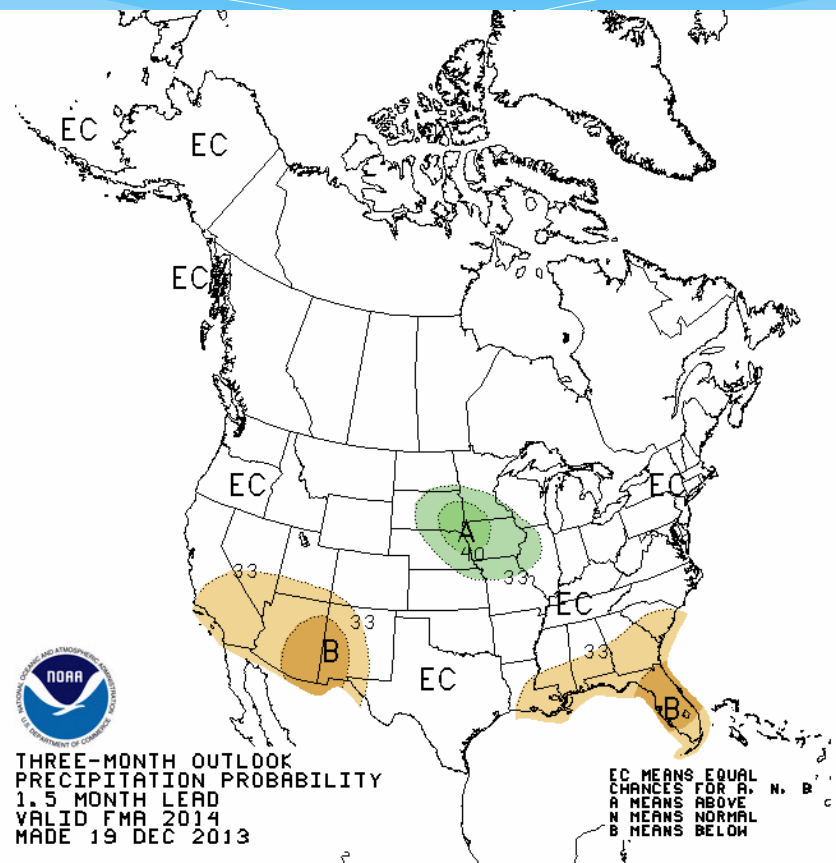 EC
EC
EC
EC
EC
A
40
33
33
33
EC
33
B
EC
B
NOAA
NATIONAL OCEANIC AND ATMOSPHERIC ADMINISTRATION
U.S. DEPARTMENT OF COMMERCE
THREE-MONTH OUTLOOK
PRECIPITATION PROBABILITY
1.5 MONTH LEAD
VALID FMA 2014
MADE 19 DEC 2013
EC MEANS EQUAL
CHANCES FOR A, N, B
A MEANS ABOVE
N MEANS NORMAL
B MEANS BELOW